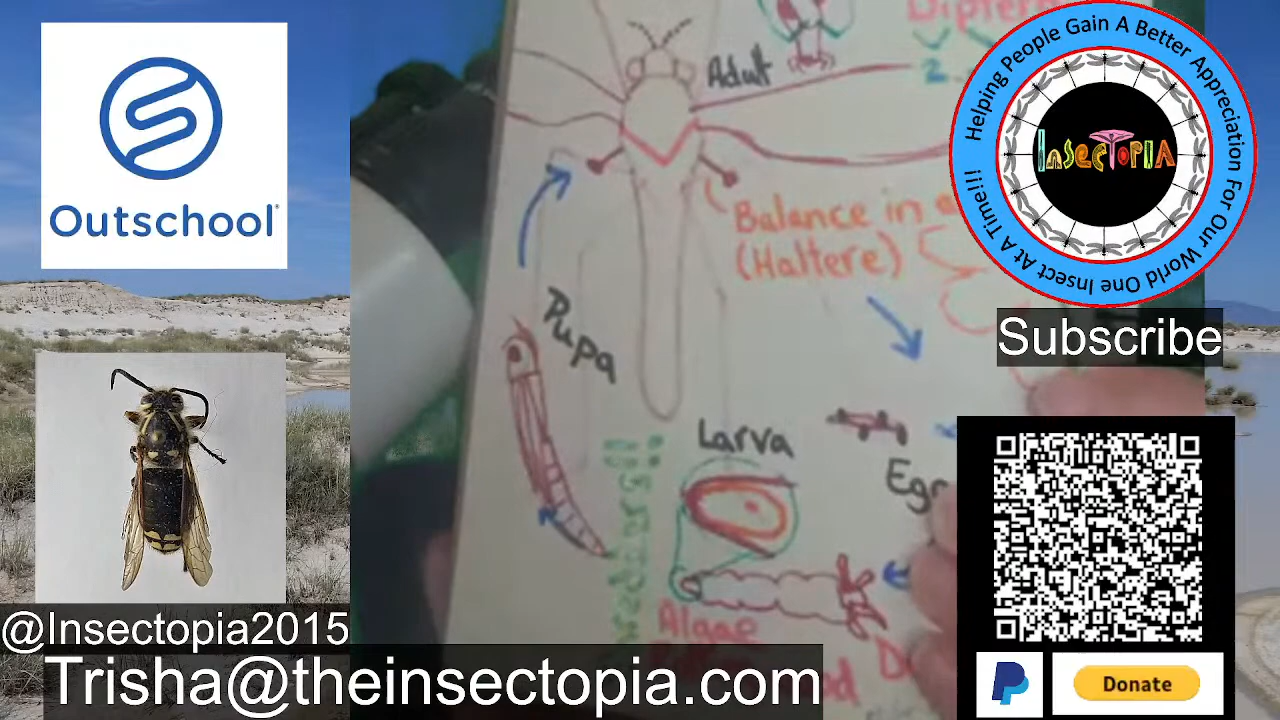 Outschool
@Insectopia2015
Trisha@theinsectopia.com
Adult
2
Balance in
(Haltere)
Pupa
Larva
Algae
Helping People Gain A Better Appreciation For Our World One Insect At A Time!!!
InsecTopiA
Subscribe
Donate